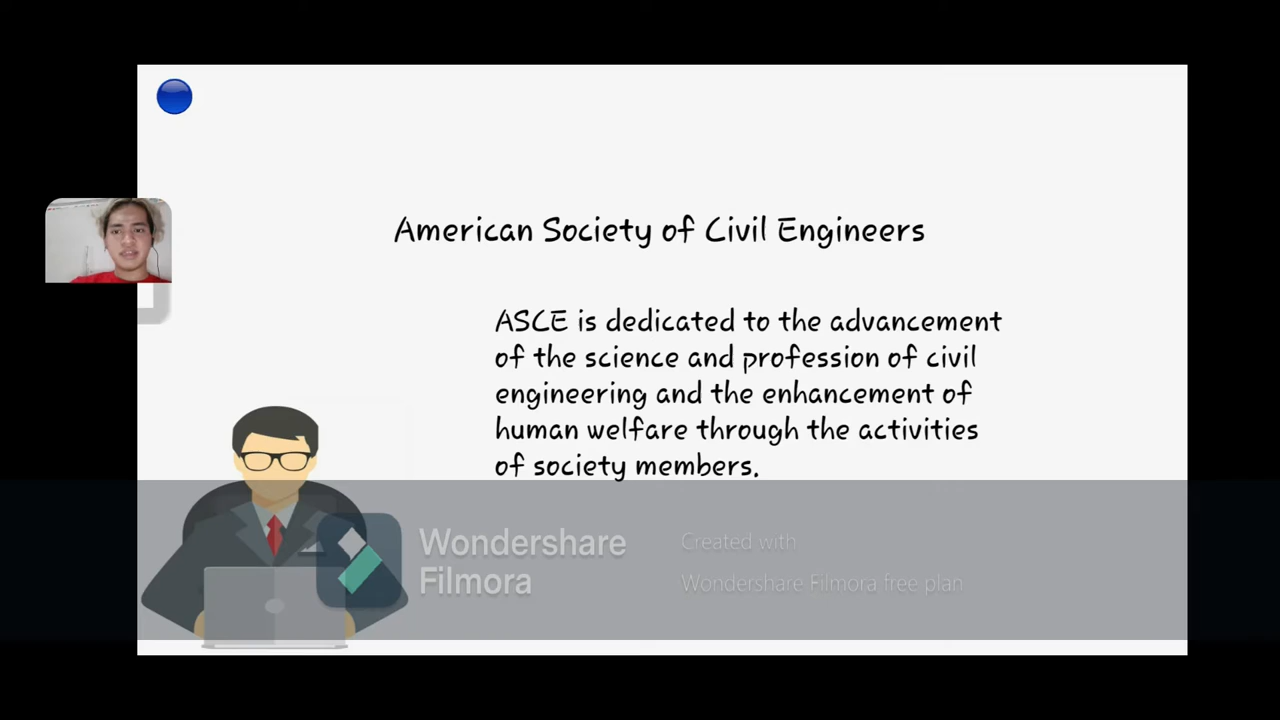 American Society of Civil Engineers
ASCE is dedicated to the advancement
of the science and profession of civil
engineering and the enhancement of
human welfare through the activities
of society members.
Wondershare
Filmora
Created with
Wondershare Filmora free plan